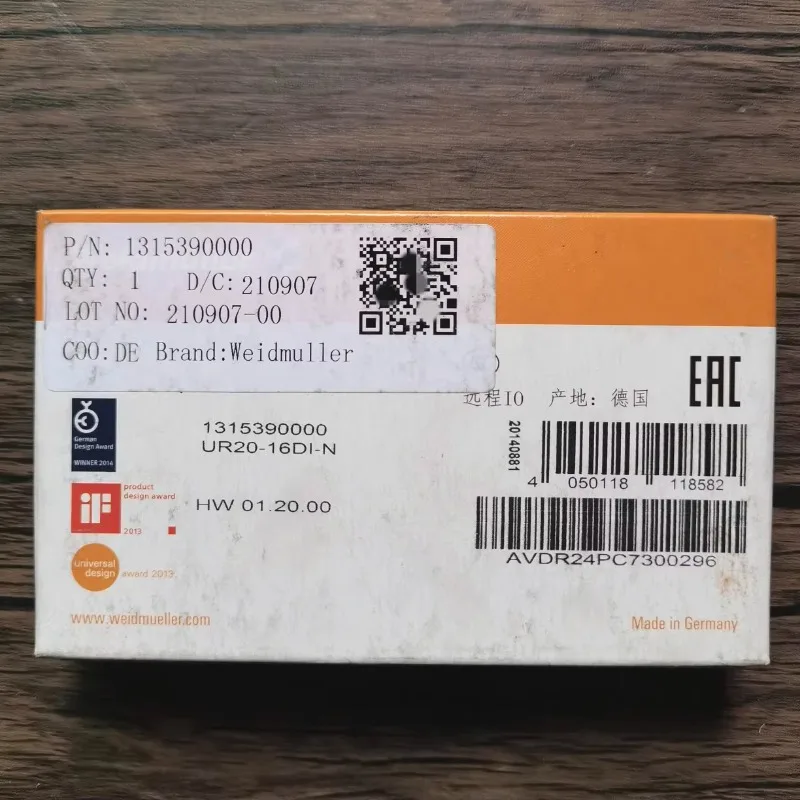 P/N: 1315390000
QTY: 1 D/C: 210907
LOT NO: 210907-00
COO: DE Brand:Weidmuller
EAC
远程IO 产地: 德国
German
Design Award
WINNER 2014
1315390000
UR20-16DI-N
20140881
4 050118 118582
product
design award
iF
2013
HW 01.20.00
AVDR24PC7300296
universal
design award 2013
www.weidmueller.com
Made in Germany